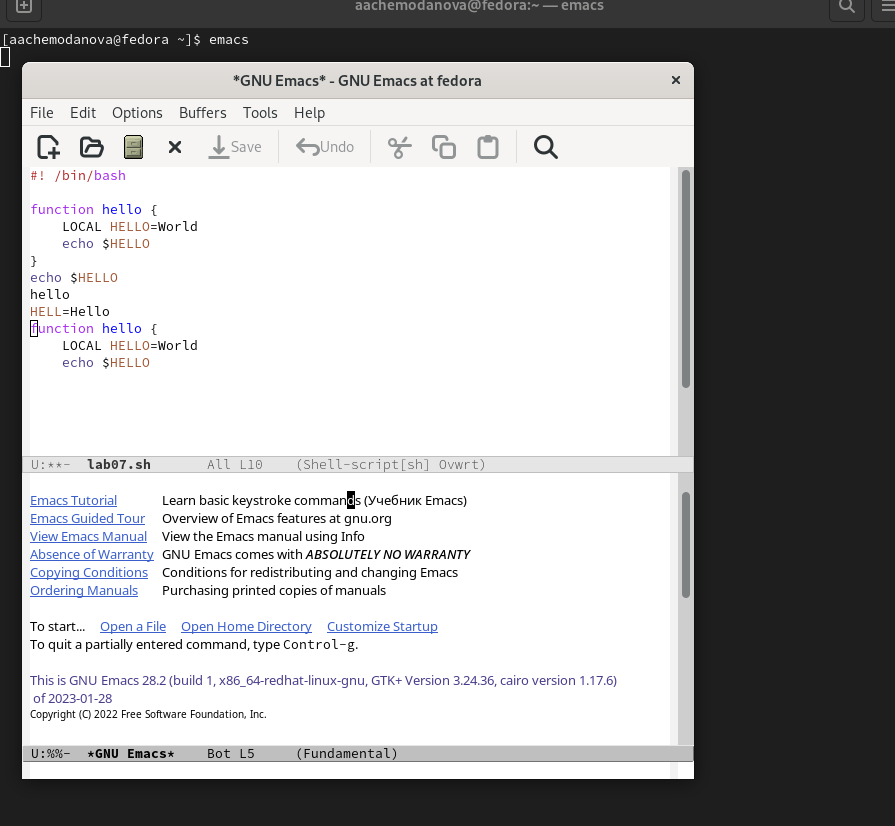 aachemodanova@fedora:~ — emacs
[aachemodanova@fedora ~]$ emacs
*GNU Emacs* - GNU Emacs at fedora
File Edit Options Buffers Tools Help
Save Undo
#! /bin/bash
function hello {
    LOCAL HELLO=World
    echo $HELLO
}
echo $HELLO
hello
HELL=Hello
function hello {
    LOCAL HELLO=World
    echo $HELLO
U:**-  lab07.sh       All L10    (Shell-script[sh] Ovwrt)
Emacs Tutorial Learn basic keystroke commands (Учебник Emacs)
Emacs Guided Tour Overview of Emacs features at gnu.org
View Emacs Manual View the Emacs manual using Info
Absence of Warranty GNU Emacs comes with ABSOLUTELY NO WARRANTY
Copying Conditions Conditions for redistributing and changing Emacs
Ordering Manuals Purchasing printed copies of manuals
To start... Open a File Open Home Directory Customize Startup
To quit a partially entered command, type Control-g.
This is GNU Emacs 28.2 (build 1, x86_64-redhat-linux-gnu, GTK+ Version 3.24.36, cairo version 1.17.6)
of 2023-01-28
Copyright (C) 2022 Free Software Foundation, Inc.
U:%%-  *GNU Emacs*    Bot L5     (Fundamental)